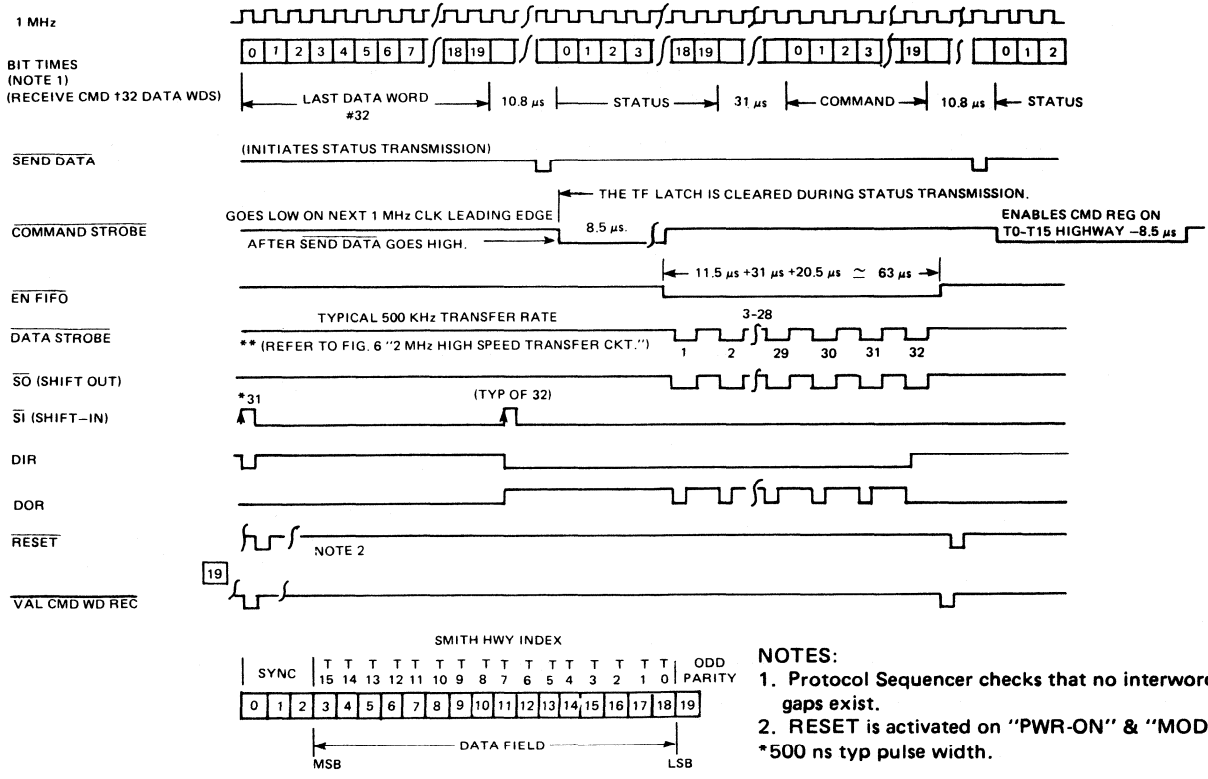 1 MHz
0 1 2 3 4 5 6 7 18 19 0 1 2 3 18 19 0 1 2 3 19 0 1 2
BIT TIMES
(NOTE 1)
(RECEIVE CMD †32 DATA WDS)
LAST DATA WORD #32 10.8 µs STATUS 31 µs COMMAND 10.8 µs STATUS
SEND DATA
(INITIATES STATUS TRANSMISSION)
THE TF LATCH IS CLEARED DURING STATUS TRANSMISSION.
COMMAND STROBE
GOES LOW ON NEXT 1 MHz CLK LEADING EDGE
AFTER SEND DATA GOES HIGH.
8.5 µs.
ENABLES CMD REG ON
T0-T15 HIGHWAY –8.5 µs
EN FIFO
11.5 µs +31 µs +20.5 µs ≃ 63 µs
DATA STROBE
TYPICAL 500 KHz TRANSFER RATE
** (REFER TO FIG. 6 "2 MHz HIGH SPEED TRANSFER CKT.")
3-28
1 2 29 30 31 32
SO (SHIFT OUT)
SI (SHIFT–IN)
*31
(TYP OF 32)
DIR
DOR
RESET
NOTE 2
19
VAL CMD WD REC
SMITH HWY INDEX
SYNC T T T T T T T T T T T T T T T T ODD
15 14 13 12 11 10 9 8 7 6 5 4 3 2 1 0 PARITY
0 1 2 3 4 5 6 7 8 9 10 11 12 13 14 15 16 17 18 19
DATA FIELD
MSB LSB
NOTES:
1. Protocol Sequencer checks that no interword
gaps exist.
2. RESET is activated on "PWR-ON" & "MOD
*500 ns typ pulse width.